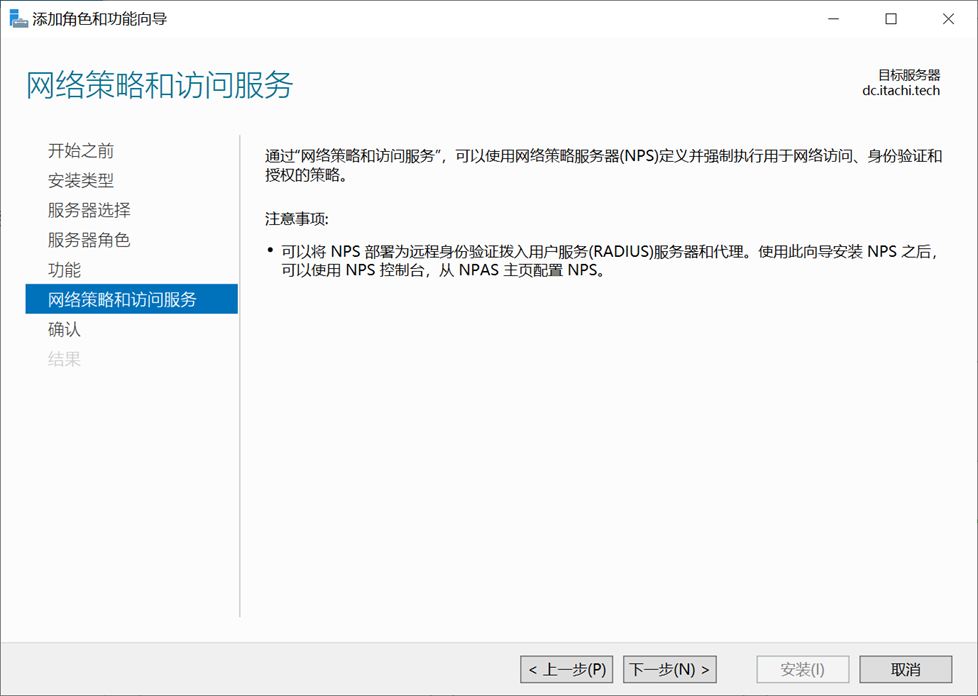 添加角色和功能向导
网络策略和访问服务
目标服务器
dc.itachi.tech
开始之前
安装类型
服务器选择
服务器角色
功能
网络策略和访问服务
确认
结果
通过“网络策略和访问服务”，可以使用网络策略服务器(NPS)定义并强制执行用于网络访问、身份验证和
授权的策略。
注意事项:
• 可以将 NPS 部署为远程身份验证拨入用户服务(RADIUS)服务器和代理。使用此向导安装 NPS 之后，
可以使用 NPS 控制台，从 NPAS 主页配置 NPS。
< 上一步(P)
下一步(N) >
安装(I)
取消